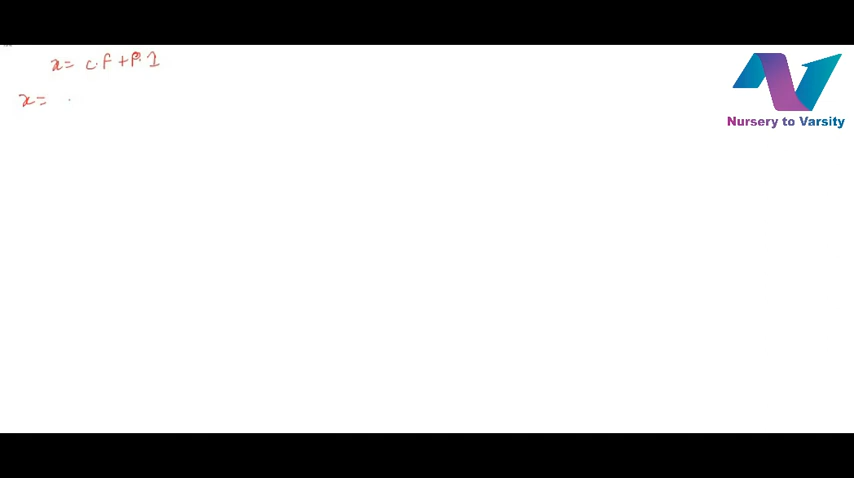 x = C.F + P.I
x =
Nursery to Varsity